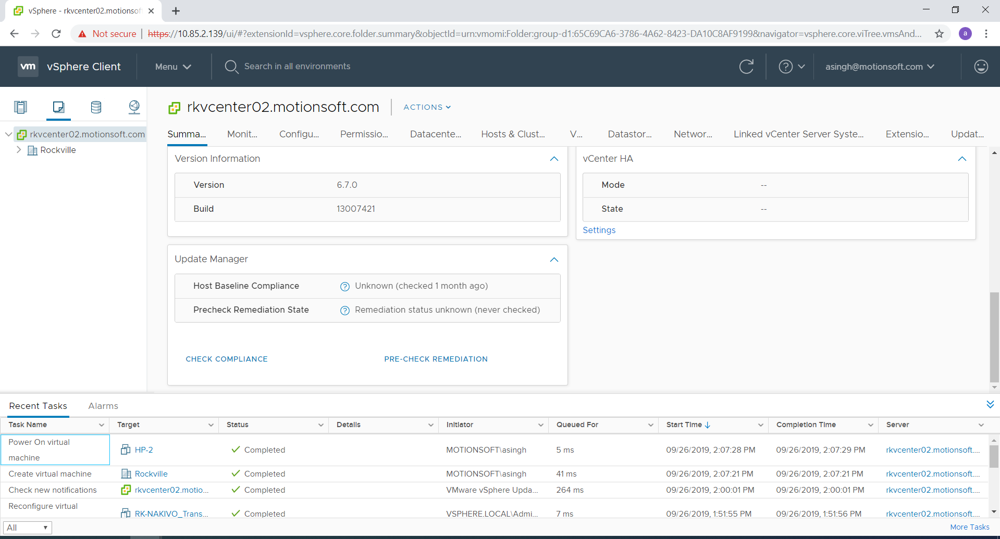 vSphere - rkvcenter02.motionsof
Not secure | https://10.85.2.139/ui/#?extensionId=vsphere.core.folder.summary&objectId=urn:vmomi:Folder:group-d1:65C69CA6-3786-4A62-8423-DA10C8AF9199&navigator=vsphere.core.viTree.vmsAnd...
a
vm vSphere Client Menu Search in all environments asingh@motionsoft.com
rkvcenter02.motionsoft.com ACTIONS
rkvcenter02.motionsoft.com
Rockville
Summa... Monit... Configu... Permissio... Datacente... Hosts & Clust... V... Datastor... Networ... Linked vCenter Server Syste... Extensio... Updat...
Version Information
Version 6.7.0
Build 13007421
vCenter HA
Mode --
State --
Settings
Update Manager
Host Baseline Compliance ? Unknown (checked 1 month ago)
Precheck Remediation State ? Remediation status unknown (never checked)
CHECK COMPLIANCE PRE-CHECK REMEDIATION
Recent Tasks Alarms
Task Name Target Status Details Initiator Queued For Start Time Completion Time Server
Power On virtual machine HP-2 Completed MOTIONSOFT\asingh 5 ms 09/26/2019, 2:07:28 PM 09/26/2019, 2:07:29 PM rkvcenter02.motionsoft....
Create virtual machine Rockville Completed MOTIONSOFT\asingh 41 ms 09/26/2019, 2:07:21 PM 09/26/2019, 2:07:21 PM rkvcenter02.motionsoft....
Check new notifications rkvcenter02.motio... Completed VMware vSphere Upda... 264 ms 09/26/2019, 2:00:01 PM 09/26/2019, 2:00:01 PM rkvcenter02.motionsoft....
Reconfigure virtual RK-NAKIVO_Trans... Completed VSPHERE.LOCAL\Admi... 7 ms 09/26/2019, 1:51:55 PM 09/26/2019, 1:51:56 PM rkvcenter02.motionsoft....
All More Tasks